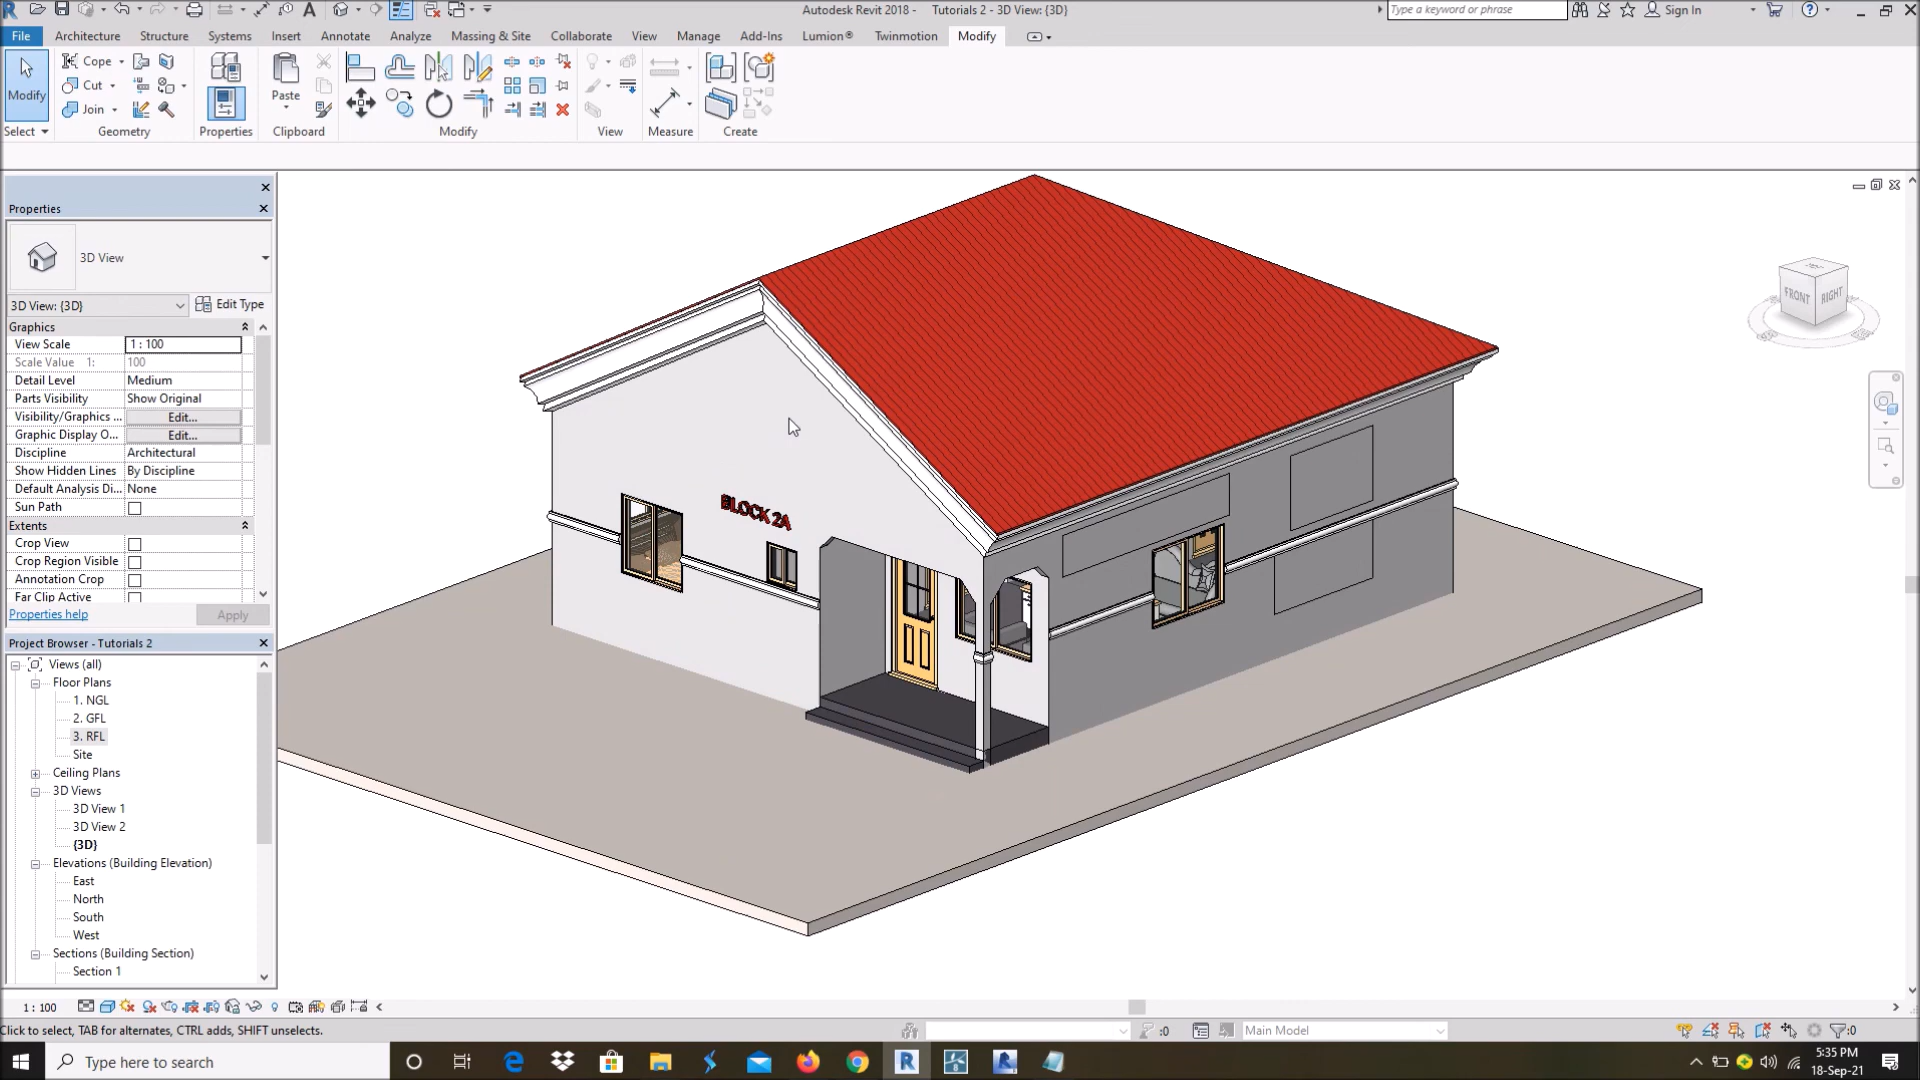 Autodesk Revit 2018 - Tutorials 2 - 3D View: {3D}
Type a keyword or phrase
Sign In
File Architecture Structure Systems Insert Annotate Analyze Massing & Site Collaborate View Manage Add-Ins Lumion® Twinmotion Modify
Modify
Cope
Cut
Join
Paste
Select Geometry Properties Clipboard Modify View Measure Create
Properties
3D View
3D View: {3D} Edit Type
Graphics
View Scale 1 : 100
Scale Value 1: 100
Detail Level Medium
Parts Visibility Show Original
Visibility/Graphics ... Edit...
Graphic Display O... Edit...
Discipline Architectural
Show Hidden Lines By Discipline
Default Analysis Di... None
Sun Path
Extents
Crop View
Crop Region Visible
Annotation Crop
Far Clip Active
Properties help Apply
Project Browser - Tutorials 2
Views (all)
Floor Plans
1. NGL
2. GFL
3. RFL
Site
Ceiling Plans
3D Views
3D View 1
3D View 2
{3D}
Elevations (Building Elevation)
East
North
South
West
Sections (Building Section)
Section 1
BLOCK 2A
FRONT RIGHT
1 : 100
Click to select, TAB for alternates, CTRL adds, SHIFT unselects.
:0
Main Model
:0
Type here to search
5:35 PM
18-Sep-21